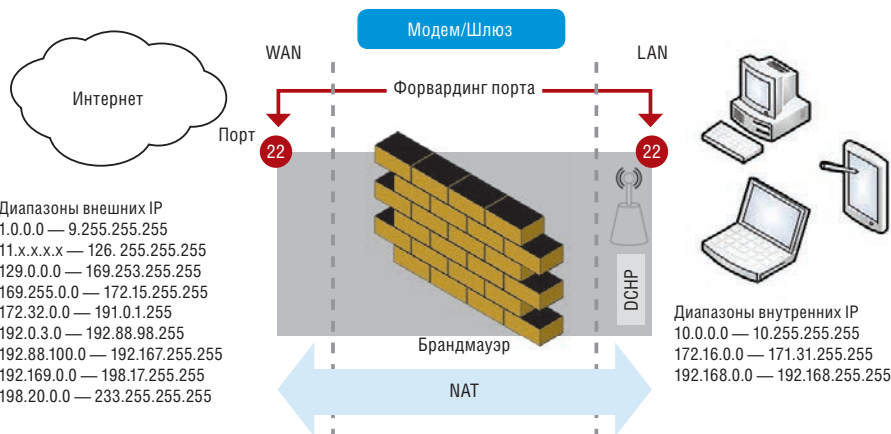 Модем/Шлюз
WAN
LAN
Форвардинг порта
Интернет
Порт
22
22
DCHP
Брандмауэр
NAT
Диапазоны внешних IP
1.0.0.0 — 9.255.255.255
11.x.x.x.x — 126. 255.255.255
129.0.0.0 — 169.253.255.255
169.255.0.0 — 172.15.255.255
172.32.0.0 — 191.0.1.255
192.0.3.0 — 192.88.98.255
192.88.100.0 — 192.167.255.255
192.169.0.0 — 198.17.255.255
198.20.0.0 — 233.255.255.255
Диапазоны внутренних IP
10.0.0.0 — 10.255.255.255
172.16.0.0 — 171.31.255.255
192.168.0.0 — 192.168.255.255